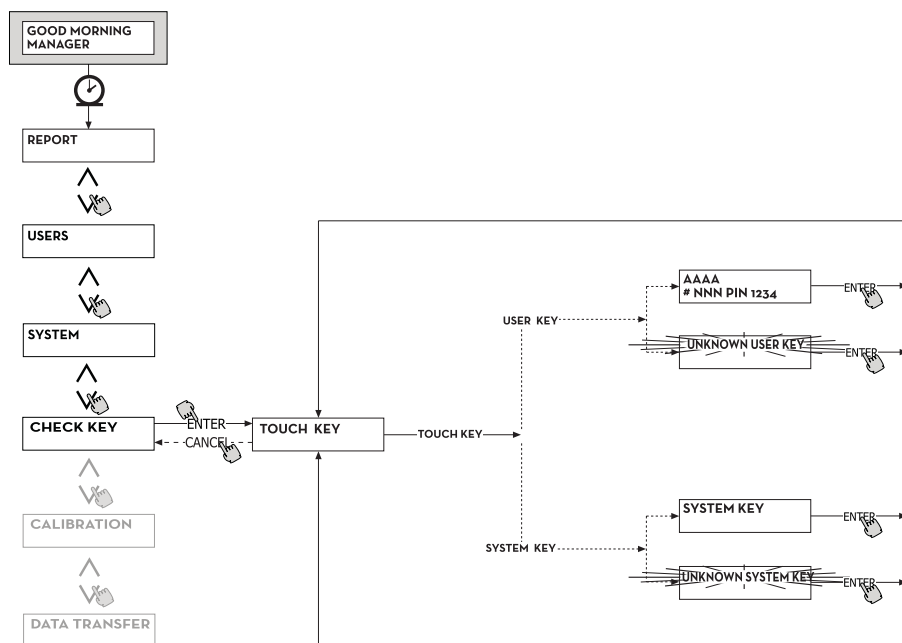 GOOD MORNING
MANAGER
REPORT
USERS
SYSTEM
CHECK KEY
ENTER
CANCEL
TOUCH KEY
TOUCH KEY
USER KEY
AAAA
# NNN PIN 1234
ENTER
UNKNOWN USER KEY
ENTER
SYSTEM KEY
SYSTEM KEY
ENTER
UNKNOWN SYSTEM KEY
ENTER
CALIBRATION
DATA TRANSFER